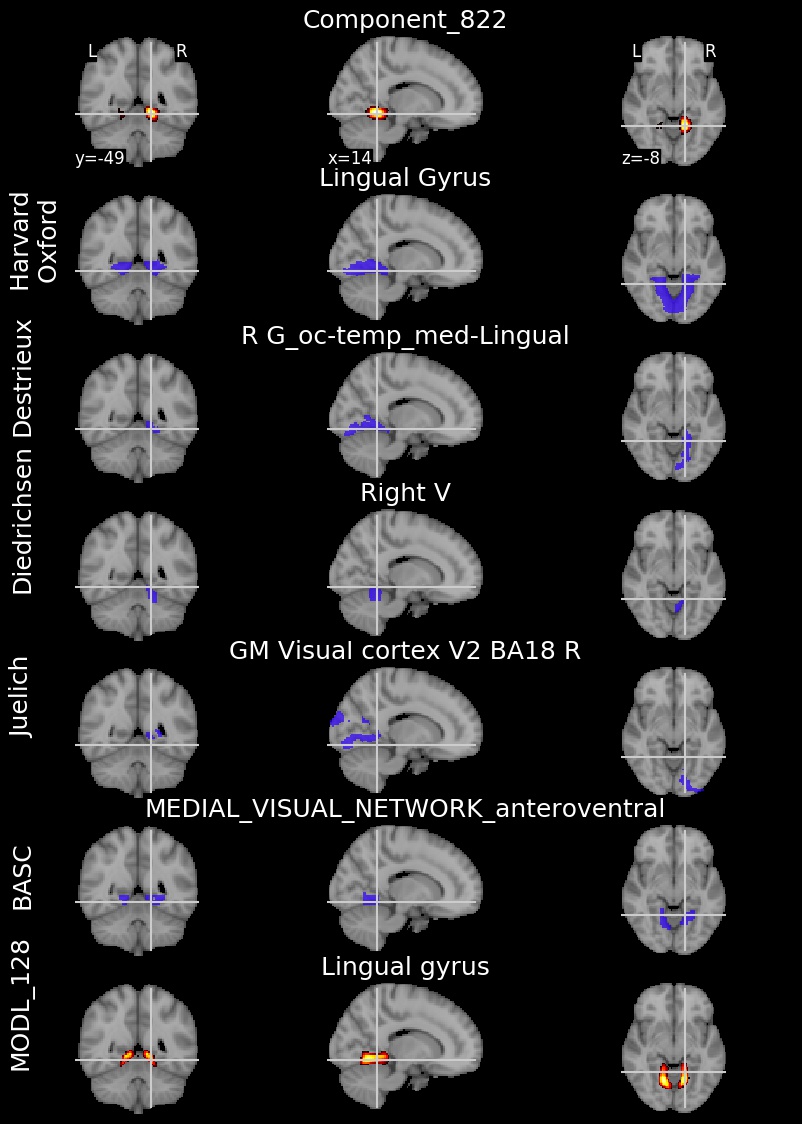 Component_822
L R L R
y=-49 x=14 z=-8
Lingual Gyrus
Harvard
Oxford
R G_oc-temp_med-Lingual
Destrieux
Right V
Diedrichsen
GM Visual cortex V2 BA18 R
Juelich
MEDIAL_VISUAL_NETWORK_anteroventral
BASC
Lingual gyrus
MODL_128